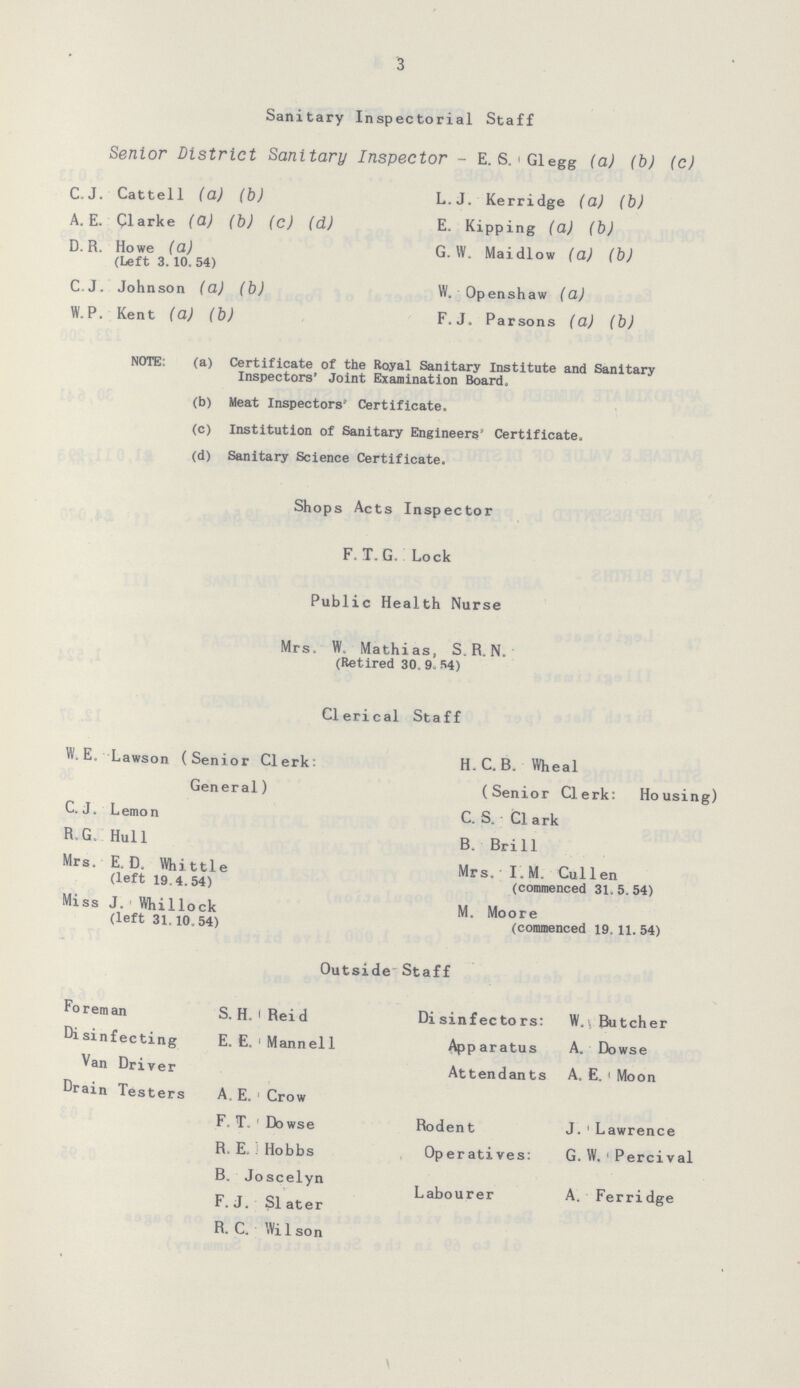 3
Sanitary Inspectorial Staff
Senior District Sanitary Inspector - E. S. Glegg (a) (b) (c)
C.J. Cattell (a) (b)
L.J. Kerridge (a) (b)
A.E. Clarke (a) (b) (c) (d)
E. Kipping (a) (b)
D.R. Howe (a)
(Left 3.10.54)
G.W. Maidlow (a) (b)
C.J. Johnson (a) (b)
W. Openshaw (a)
W.P. Kent (a) (b)
F.J. Parsons (a) (b)
NOTE: (a) Certificate of the Royal Sanitary Institute and Sanitary
Inspectors' Joint Examination Board.
(b) Meat Inspectors' Certificate.
(c) Institution of Sanitary Engineers' Certificate.
(d) Sanitary Science Certificate.
Shops Acts Inspector
F.T.G. Lock
Public Health Nurse
Mrs. W. Mathias, S.R.N.
(Retired 30.9.54)
Clerical Staff
W.E. Lawson (Senior Clerk:
General)
H.C.B. Wheal
(Senior Clerk: Housing)
C.J. Lemon
C.S. Clark
R.G. Hull
B. Brill
Mrs. E.D. Whittle
(left 19.4.54)
Mrs. I.M. Cullen
(commenced 31.5.54)
Miss J. Whillock
(left 31.10.54)
M. Moore
(commenced 19.11.54)
Outside Staff
Foreman S.H. Reid
Disinfecting E.E. Mannell
Van Driver
Drain Testers A.E. Crow
F.T. Dowse
R.E. Hobbs
B. Joscelyn
F.J. Slater
R.C. Wilson
Disinfectors: W. Butcher
Apparatus A. Dowse
Attendants A.E. Moon
Rodent J. Lawrence
Operatives: G.W. Percival
Labourer A. Ferridge